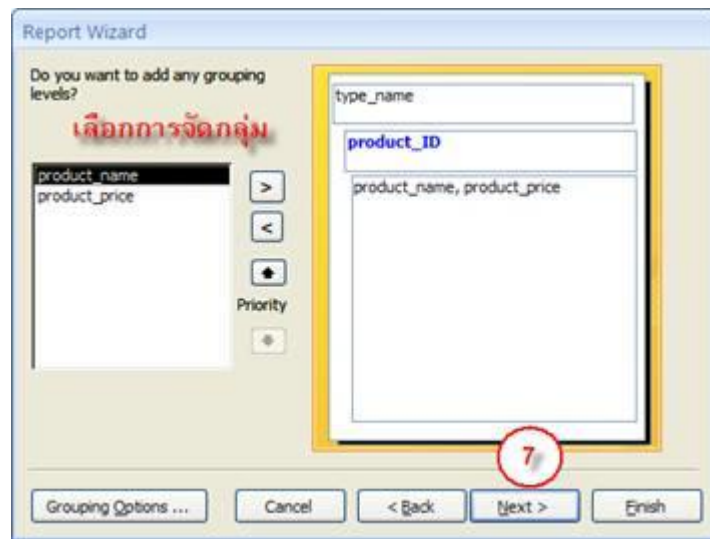 Report Wizard
Do you want to add any grouping
levels?
เลือกการจัดกลุ่ม
product_name
product_price
>
<
Priority
type_name
product_ID
product_name, product_price
7
Grouping Options ...
Cancel
< Back
Next >
Finish